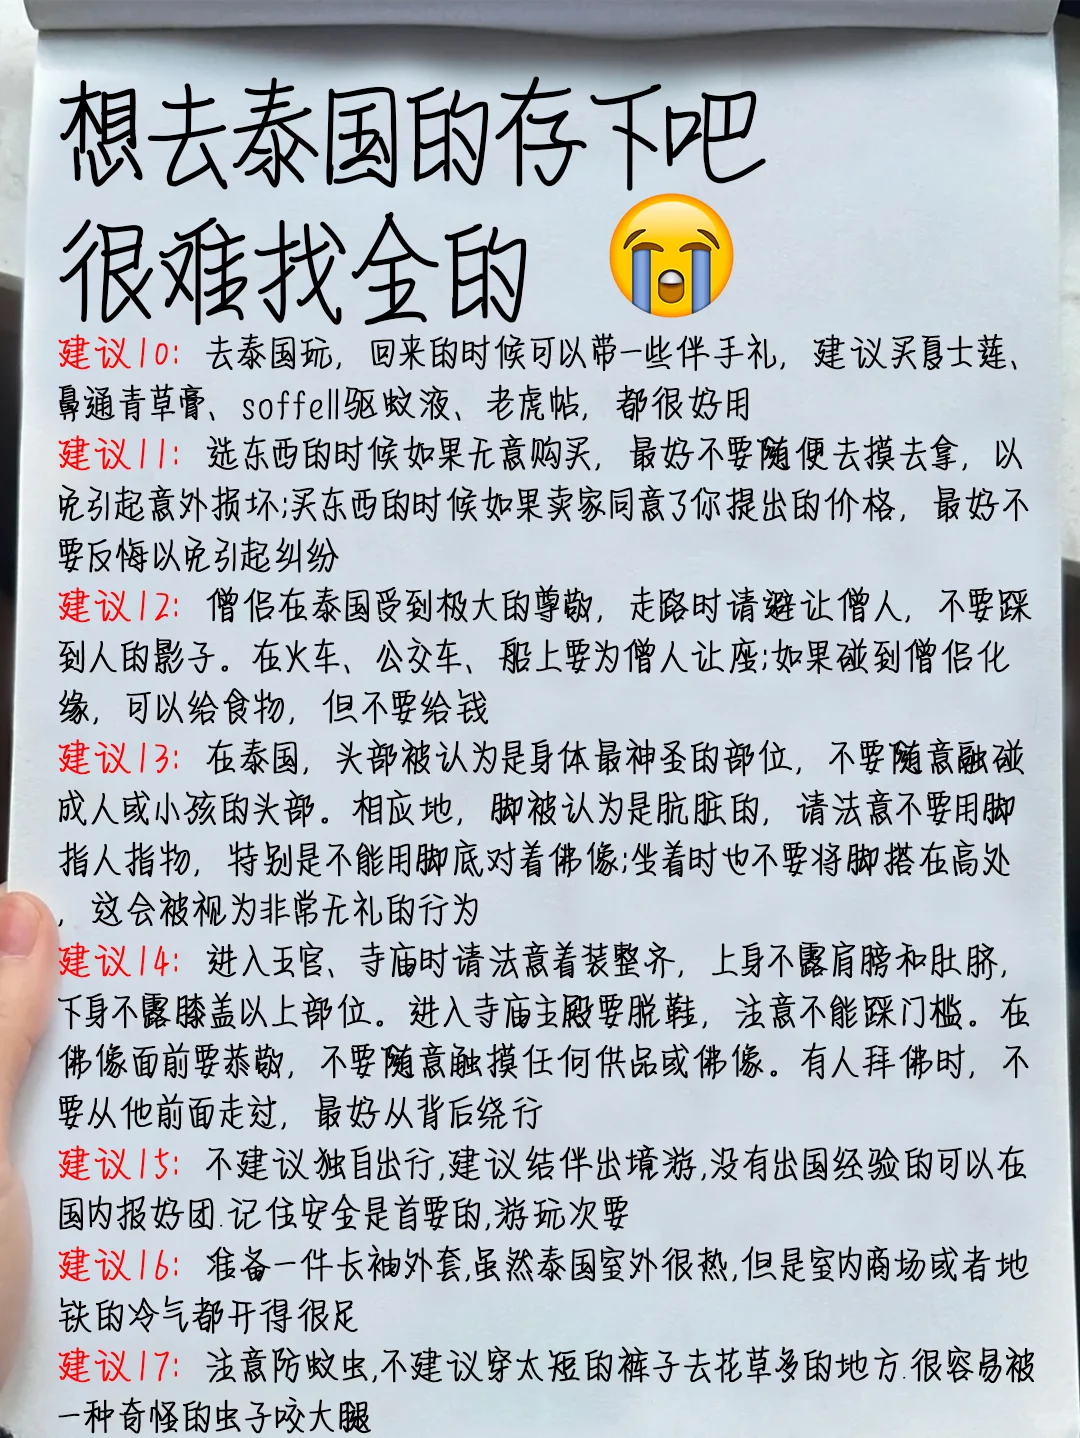 想去泰国的存下吧
很难找全的
建议10：去泰国玩，回来的时候可以带一些伴手礼，建议买夏士莲、
鼻通青草膏、soffell驱蚊液、老虎帖，都很好用
建议11：选东西的时候如果无意购买，最好不要随便去摸去拿，以
免引起意外损坏;买东西的时候如果卖家同意了你提出的价格，最好不
要反悔以免引起纠纷
建议12：僧侣在泰国受到极大的尊敬，走路时请避让僧人，不要踩
到人的影子。在火车、公交车、船上要为僧人让座;如果碰到僧侣化
缘，可以给食物，但不要给钱
建议13：在泰国，头部被认为是身体最神圣的部位，不要随意融碰
成人或小孩的头部。相应地，脚被认为是肮脏的，请法意不要用脚
指人指物，特别是不能用脚底对着佛像;坐着时也不要将脚搭在高处
，这会被视为非常无礼的行为
建议14：进入玉宫、寺庙时请法意着装整齐，上身不露肩膀和肚脐，
下身不露膝盖以上部位。进入寺庙主殿要脱鞋，注意不能踩门槛。在
佛像面前要恭敬，不要随意触摸任何供品或佛像。有人拜佛时，不
要从他前面走过，最好从背后绕行
建议15：不建议独自出行,建议结伴出境游,没有出国经验的可以在
国内报好团.记住安全是首要的,游玩次要
建议16：准备一件长袖外套,虽然泰国室外很热,但是室内商场或者地
铁的冷气都开得很足
建议17：注意防蚊虫,不建议穿太短的裤子去花草多的地方.很容易被
一种奇怪的虫子咬大腿